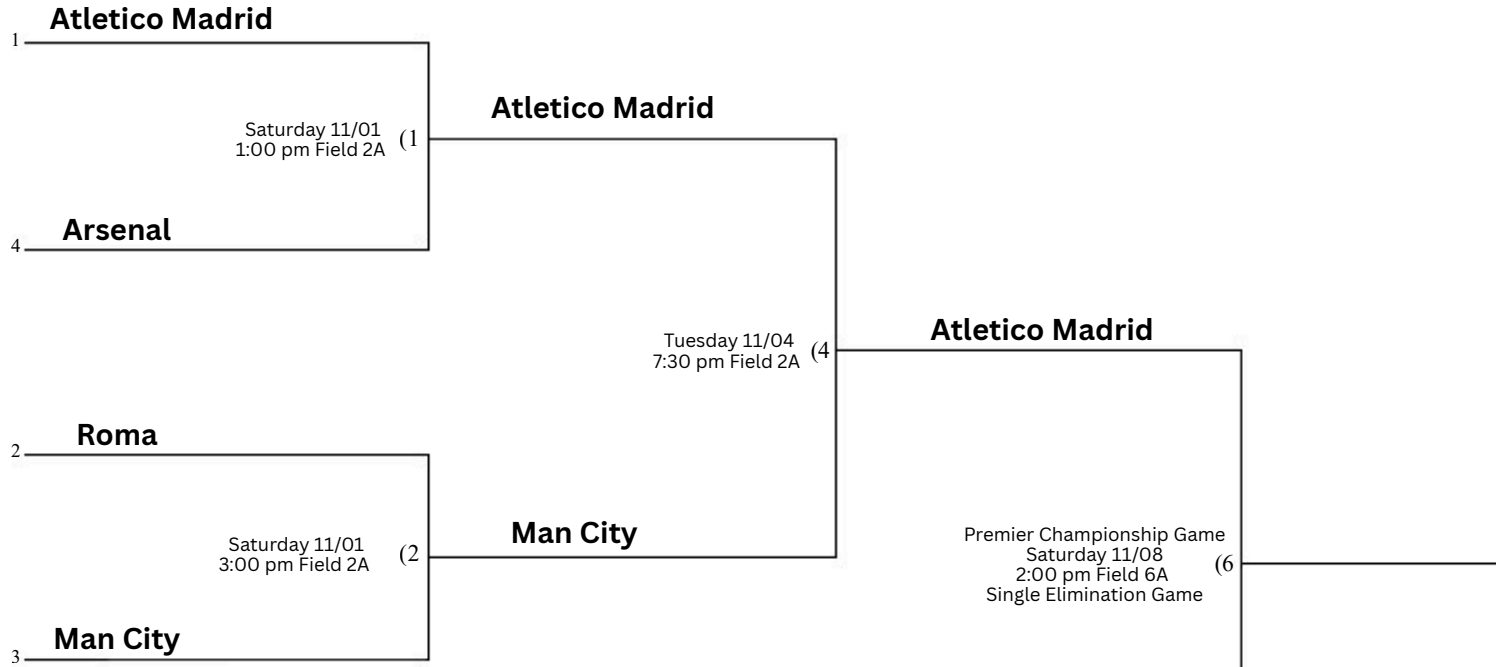 Atletico Madrid
1
Saturday 11/01
1:00 pm Field 2A
(1
Atletico Madrid
Arsenal
4
Tuesday 11/04
7:30 pm Field 2A
(4
Atletico Madrid
Roma
2
Saturday 11/01
3:00 pm Field 2A
(2
Man City
Premier Championship Game
Saturday 11/08
2:00 pm Field 6A
Single Elimination Game
(6
Man City
3